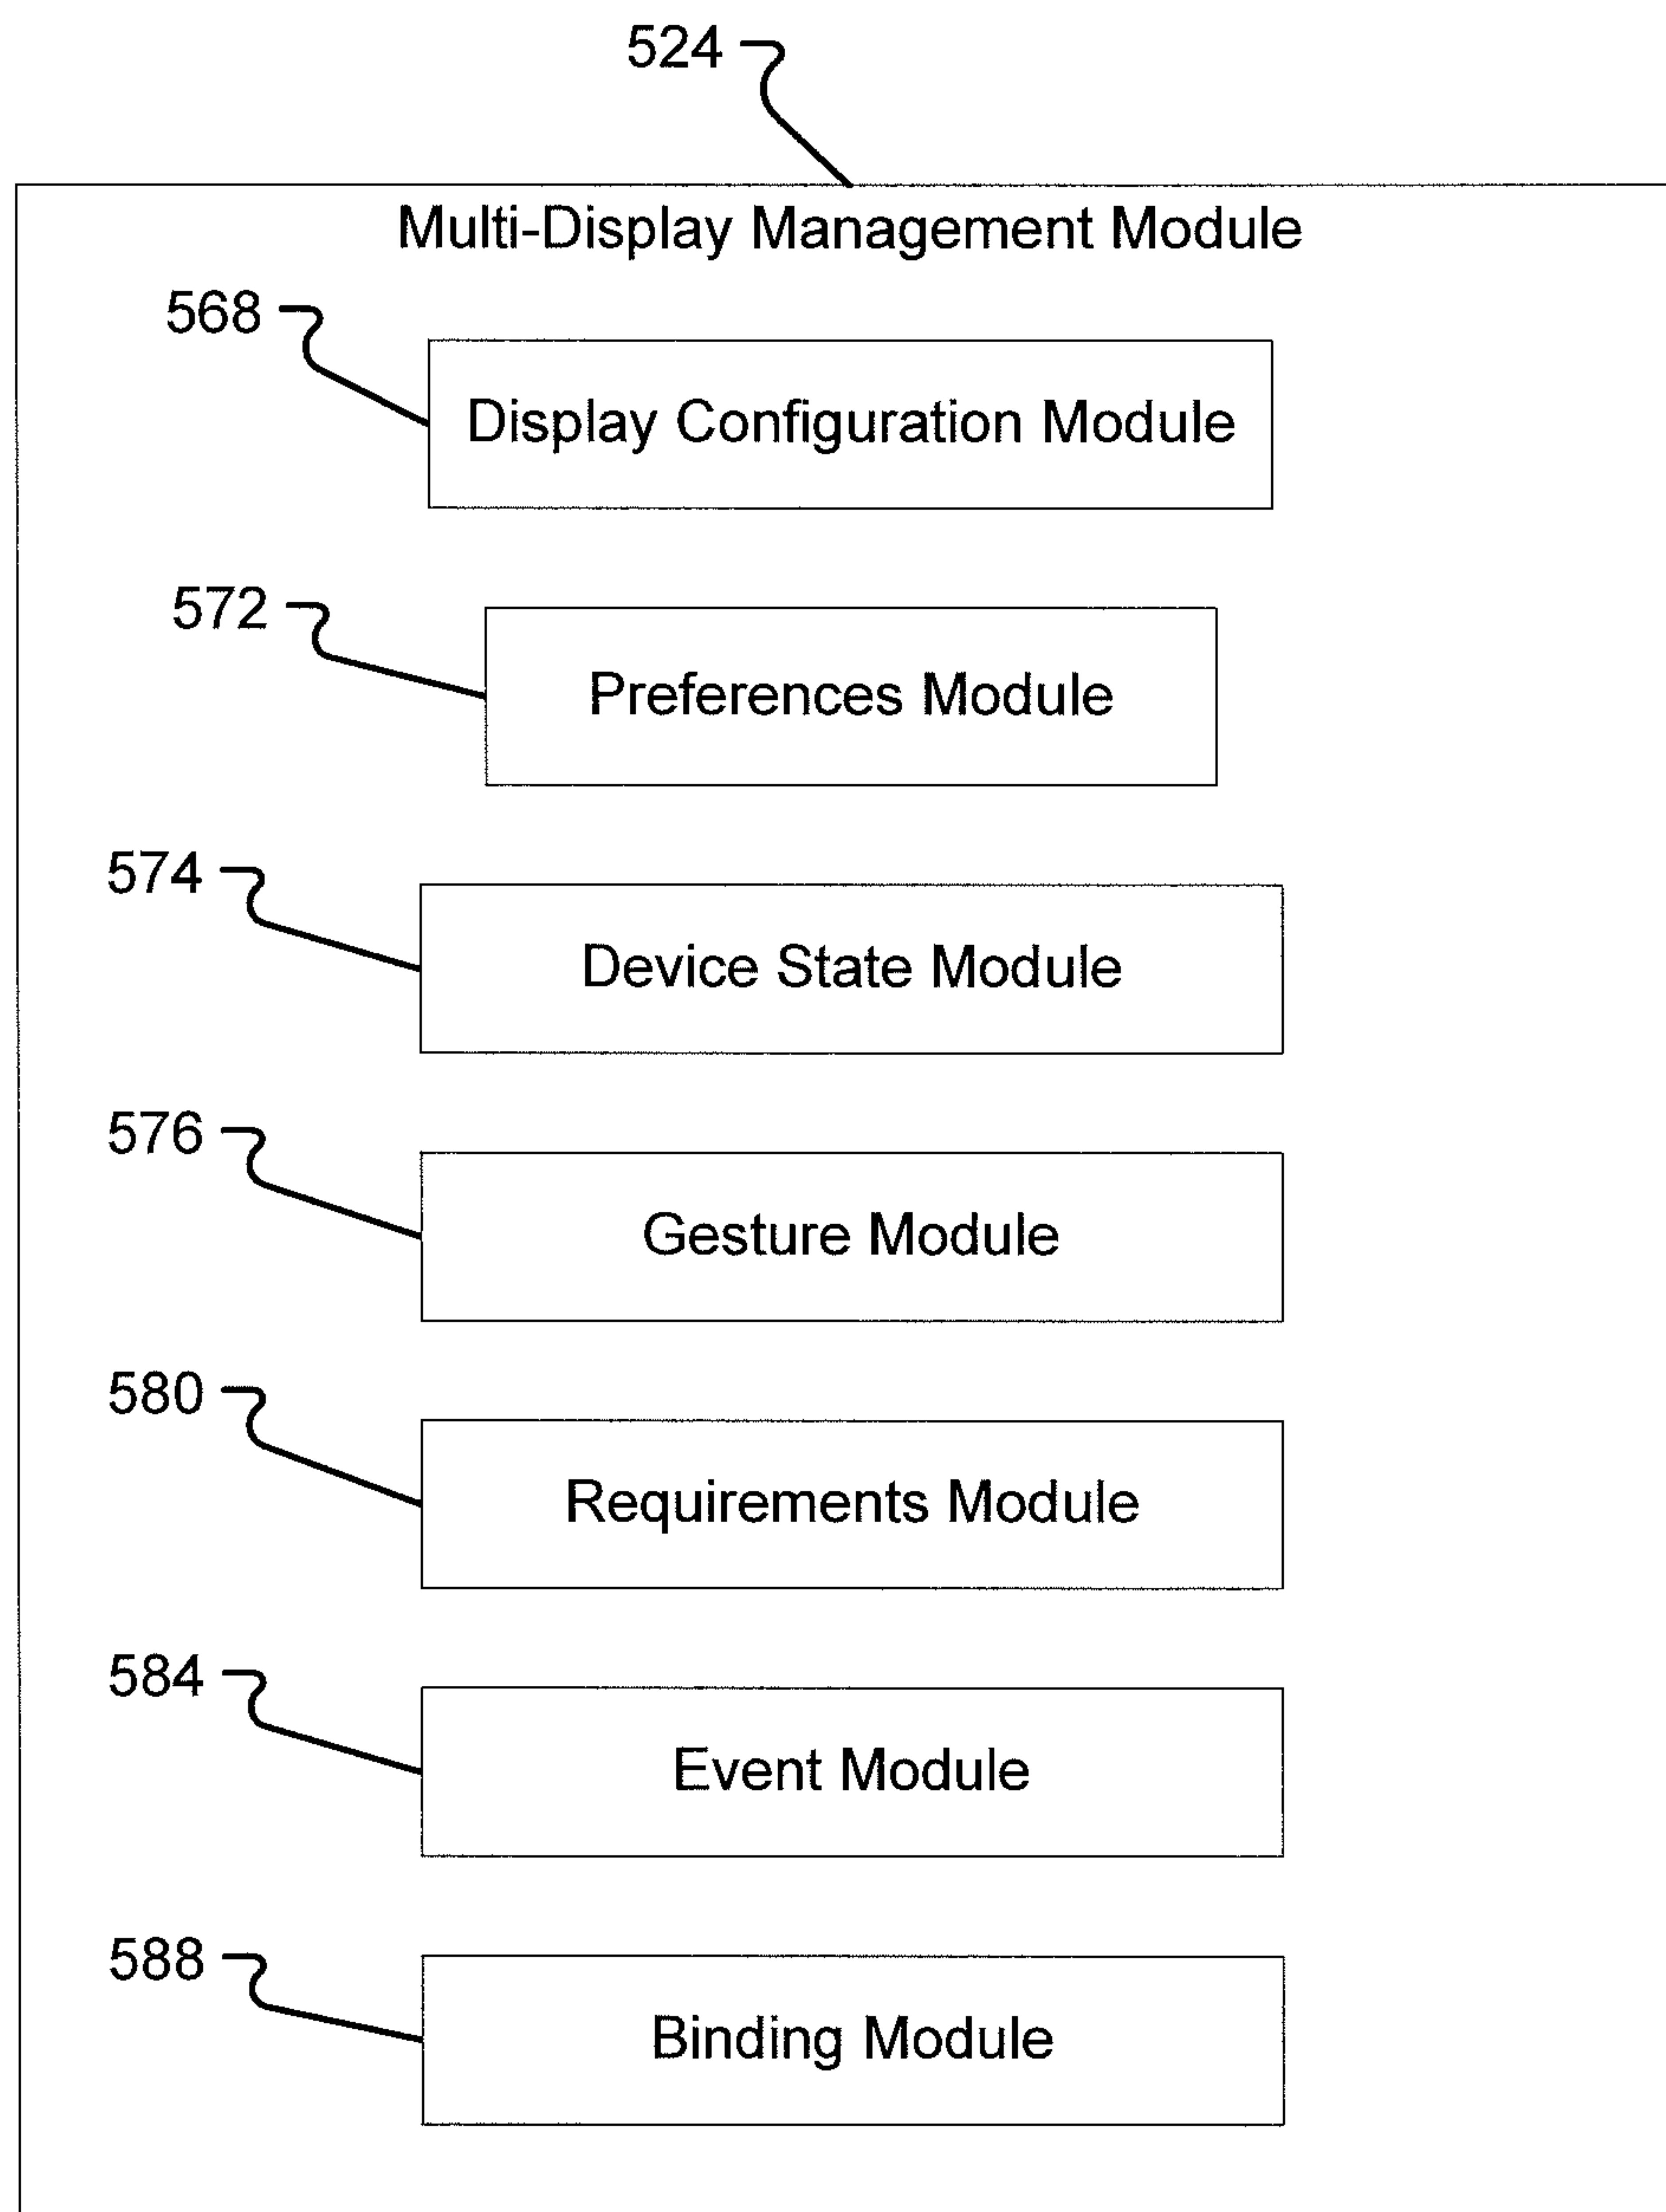 524
Multi-Display Management Module
568
Display Configuration Module
572
Preferences Module
574
Device State Module
576
Gesture Module
580
Requirements Module
584
Event Module
588
Binding Module